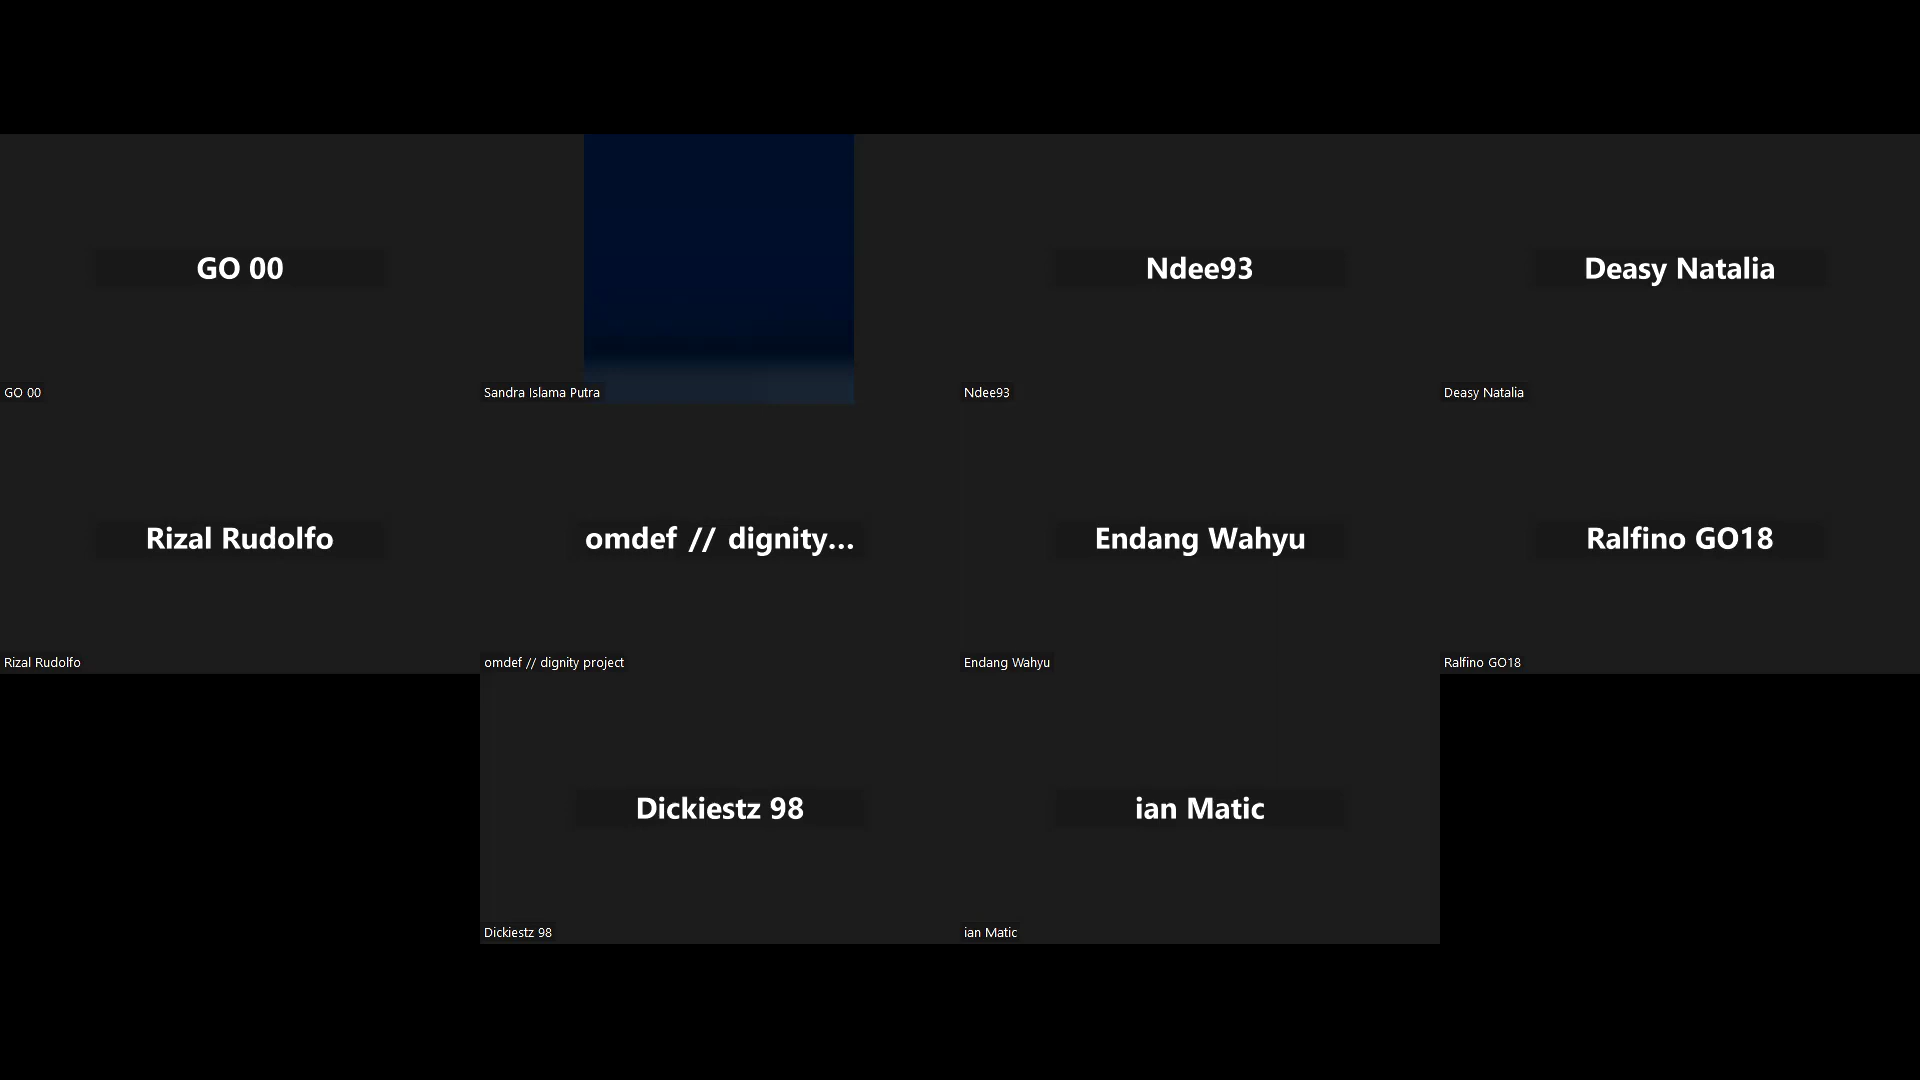 GO 00
Ndee93
Deasy Natalia
GO 00
Sandra Islama Putra
Ndee93
Deasy Natalia
Rizal Rudolfo
omdef // dignity...
Endang Wahyu
Ralfino GO18
Rizal Rudolfo
omdef // dignity project
Endang Wahyu
Ralfino GO18
Dickiestz 98
ian Matic
Dickiestz 98
ian Matic